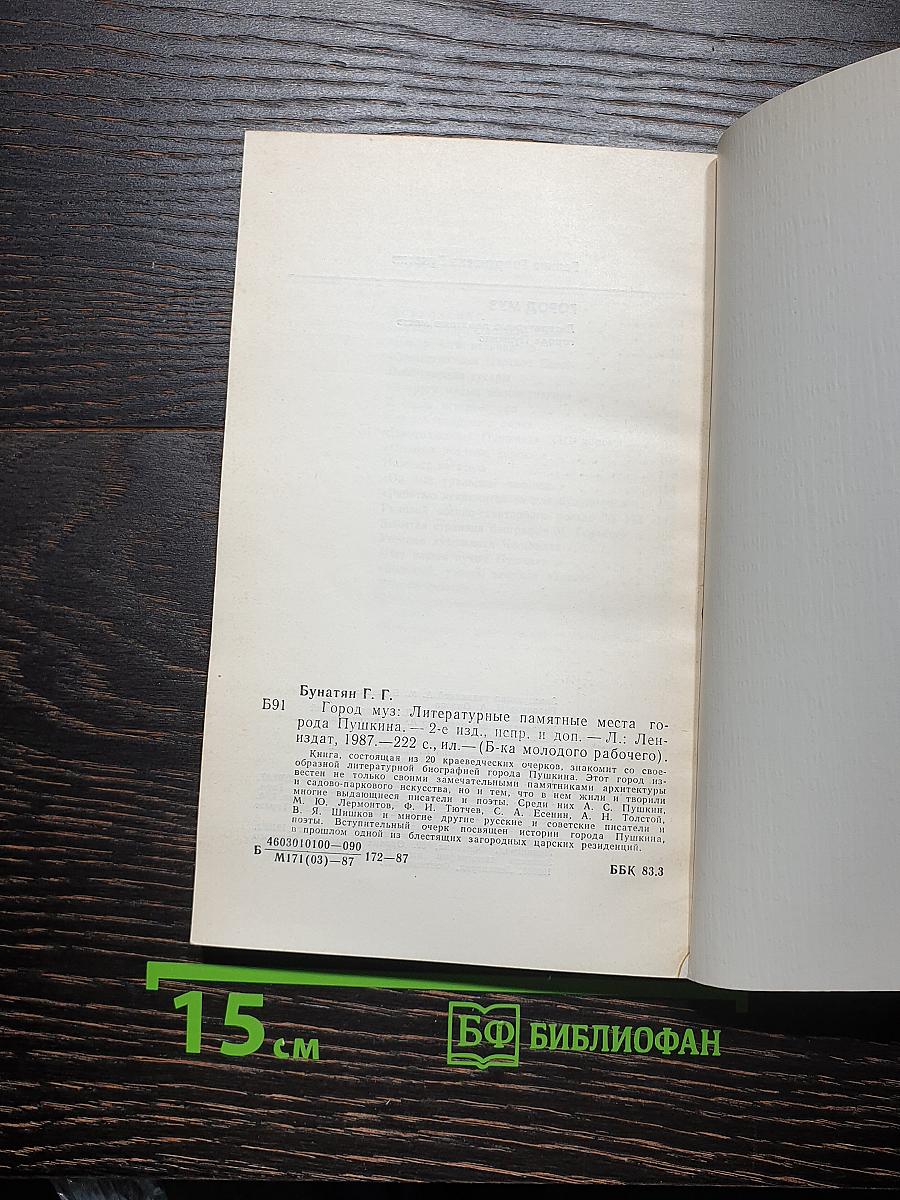 Бунатян Г. Г.
Б91
Город муз: Литературные памятные места го-
рода Пушкина. — 2-е изд., испр. и доп. — Л.: Лен-
издат, 1987.—222 с., ил.— (Б-ка молодого рабочего).
Книга, состоящая из 20 краеведческих очерков, знакомит со свое-
образной литературной биографией города Пушкина. Этот город из-
вестен не только своими замечательными памятниками архитектуры
и садово-паркового искусства, но и тем, что в нем жили и творили
многие выдающиеся писатели и поэты. Среди них А. С. Пушкин,
М. Ю. Лермонтов, Ф. И. Тютчев, С. А. Есенин, А. Н. Толстой,
В. Я. Шишков и многие другие русские и советские писатели и
поэты. Вступительный очерк посвящен истории города Пушкина,
в прошлом одной из блестящих загородных царских резиденций.
4603010100—090
Б 172—87
М171(03)—87
ББК 83.3
15 см
БФ БИБЛИОФАН